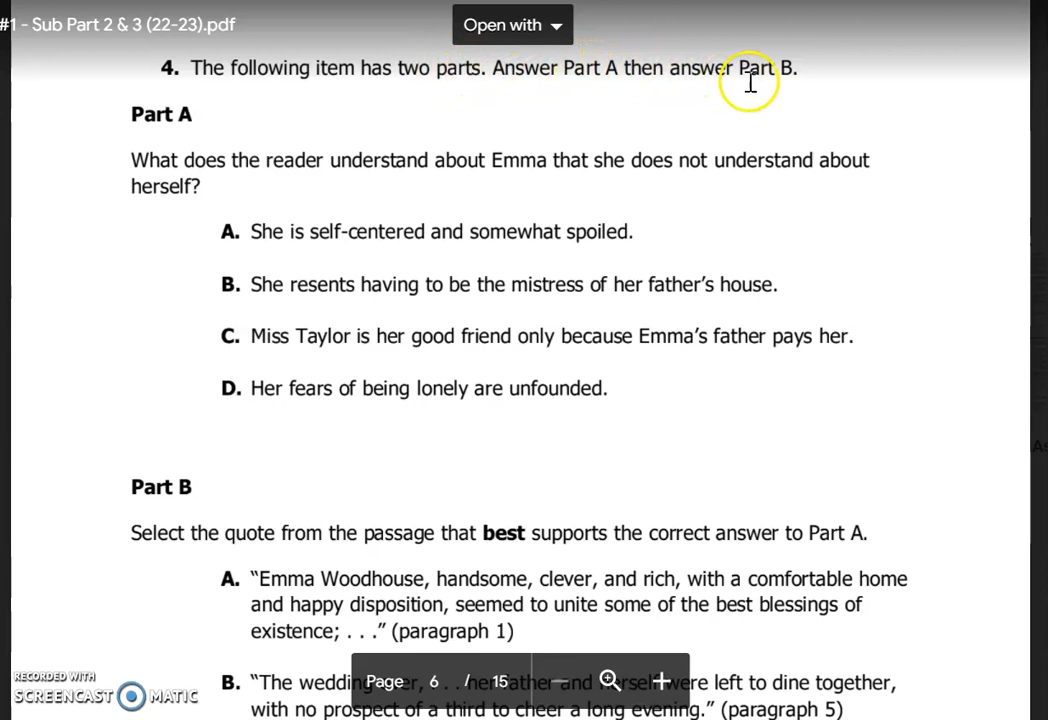 #1 - Sub Part 2 & 3 (22-23).pdf
Open with
4. The following item has two parts. Answer Part A then answer Part B.
Part A
What does the reader understand about Emma that she does not understand about
herself?
A. She is self-centered and somewhat spoiled.
B. She resents having to be the mistress of her father's house.
C. Miss Taylor is her good friend only because Emma's father pays her.
D. Her fears of being lonely are unfounded.
Part B
Select the quote from the passage that best supports the correct answer to Part A.
A. "Emma Woodhouse, handsome, clever, and rich, with a comfortable home
and happy disposition, seemed to unite some of the best blessings of
existence; . . ." (paragraph 1)
B. "The wedding over, . . . her father and herself were left to dine together,
with no prospect of a third to cheer a long evening." (paragraph 5)
Page 6 / 15
RECORDED WITH
SCREENCAST MATIC